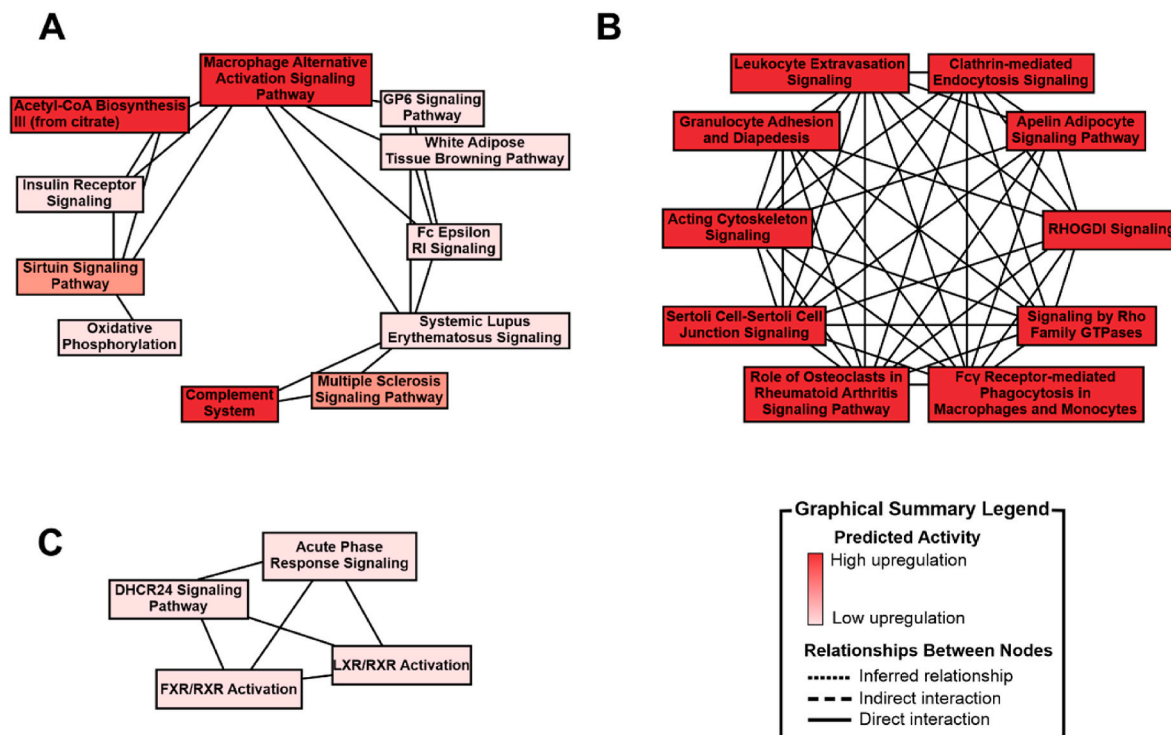 A
Macrophage Alternative
Activation Signaling
Pathway
Acetyl-CoA Biosynthesis
III (from citrate)
GP6 Signaling
Pathway
White Adipose
Tissue Browning Pathway
Insulin Receptor
Signaling
Fc Epsilon
RI Signaling
Sirtuin Signaling
Pathway
Oxidative
Phosphorylation
Systemic Lupus
Erythematosus Signaling
Multiple Sclerosis
Signaling Pathway
Complement
System
B
Leukocyte Extravasation
Signaling
Clathrin-mediated
Endocytosis Signaling
Granulocyte Adhesion
and Diapedesis
Apelin Adipocyte
Signaling Pathway
Acting Cytoskeleton
Signaling
RHOGDI Signaling
Sertoli Cell-Sertoli Cell
Junction Signaling
Signaling by Rho
Family GTPases
Role of Osteoclasts in
Rheumatoid Arthritis
Signaling Pathway
Fcγ Receptor-mediated
Phagocytosis in
Macrophages and Monocytes
C
Acute Phase
Response Signaling
DHCR24 Signaling
Pathway
LXR/RXR Activation
FXR/RXR Activation
Graphical Summary Legend
Predicted Activity
High upregulation
Low upregulation
Relationships Between Nodes
Inferred relationship
Indirect interaction
Direct interaction